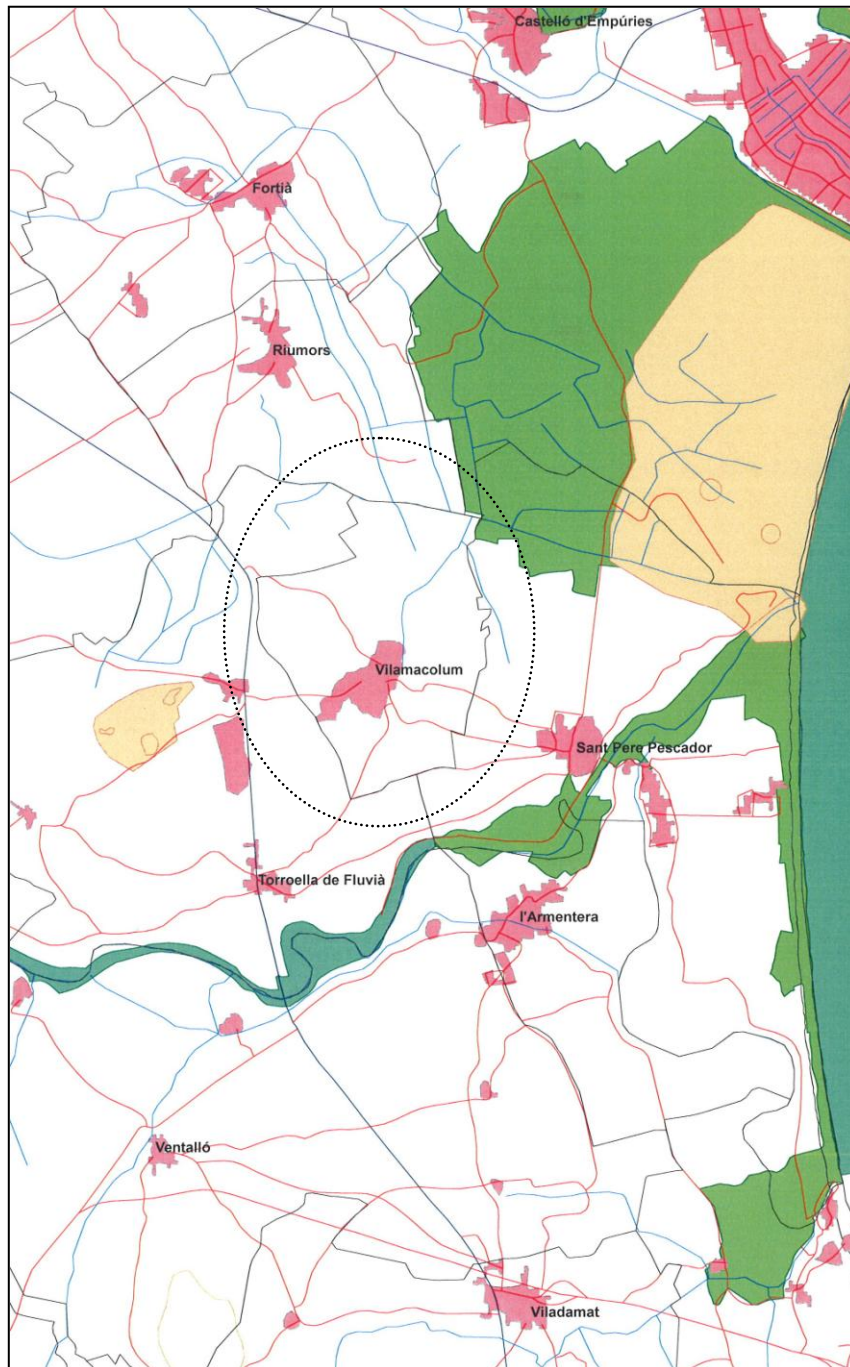 Castelló d'Empúries
Fortià
Riumors
Vilamacolum
Sant Pere Pescador
Torroella de Fluvià
l'Armentera
Ventalló
Viladamat